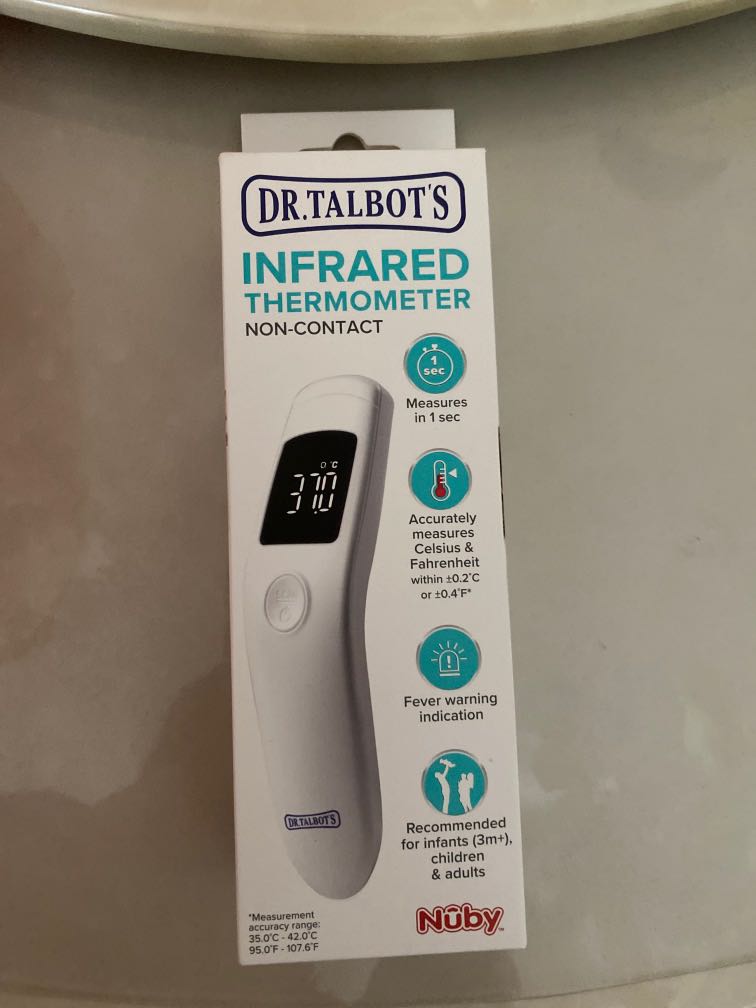 DR.TALBOT'S
INFRARED
THERMOMETER
NON-CONTACT
1
sec
Measures
in 1 sec
°C
37.0
Accurately
measures
Celsius &
Fahrenheit
within ±0.2°C
or ±0.4°F*
Fever warning
indication
DR.TALBOT'S
Recommended
for infants (3m+),
children
& adults
*Measurement
accuracy range:
35.0°C - 42.0°C
95.0°F - 107.6°F
Nûby™